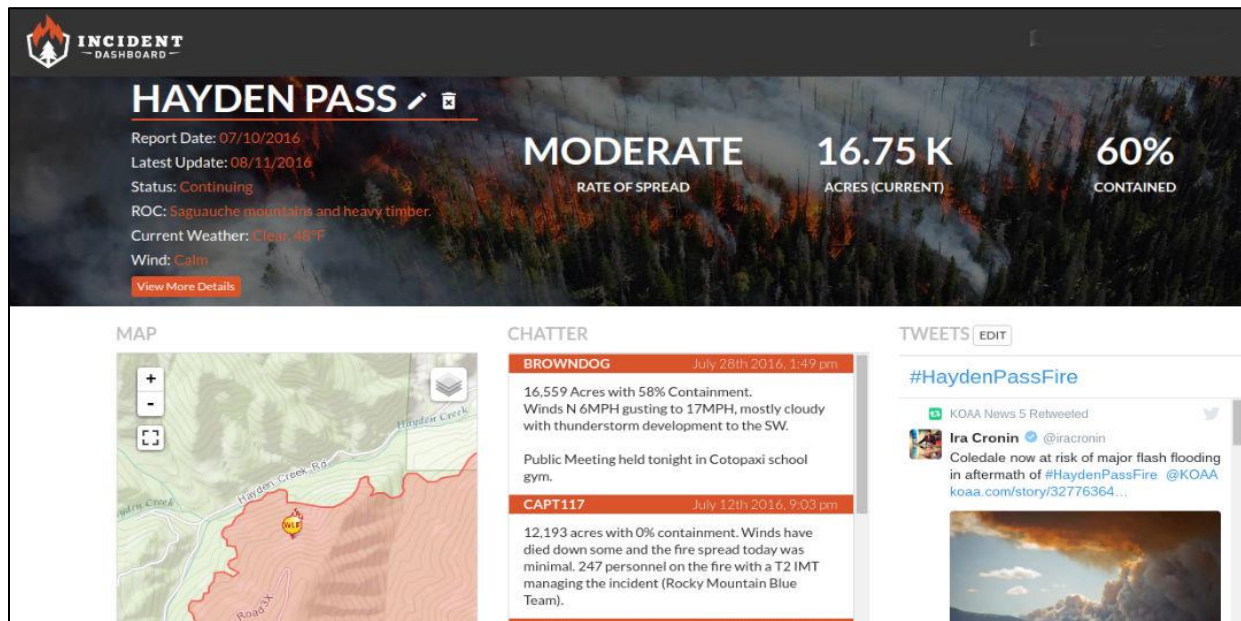 INCIDENT
DASHBOARD
HAYDEN PASS
Report Date: 07/10/2016
Latest Update: 08/11/2016
Status: Continuing
ROC: Saguauche mountains and heavy timber.
Current Weather: Clear, 48°F
Wind: Calm
View More Details
MODERATE
RATE OF SPREAD
16.75 K
ACRES (CURRENT)
60%
CONTAINED
MAP
+
-
Hayden Creek
Hayden Creek Rd
Creek
WLF
Road 3X
CHATTER
BROWNDOG July 28th 2016, 1:49 pm
16,559 Acres with 58% Containment.
Winds N 6MPH gusting to 17MPH, mostly cloudy
with thunderstorm development to the SW.
Public Meeting held tonight in Cotopaxi school
gym.
CAPT117 July 12th 2016, 9:03 pm
12,193 acres with 0% containment. Winds have
died down some and the fire spread today was
minimal. 247 personnel on the fire with a T2 IMT
managing the incident (Rocky Mountain Blue
Team).
TWEETS EDIT
#HaydenPassFire
KOAA News 5 Retweeted
Ira Cronin @iracronin
Coledale now at risk of major flash flooding
in aftermath of #HaydenPassFire @KOAA
koaa.com/story/32776364…